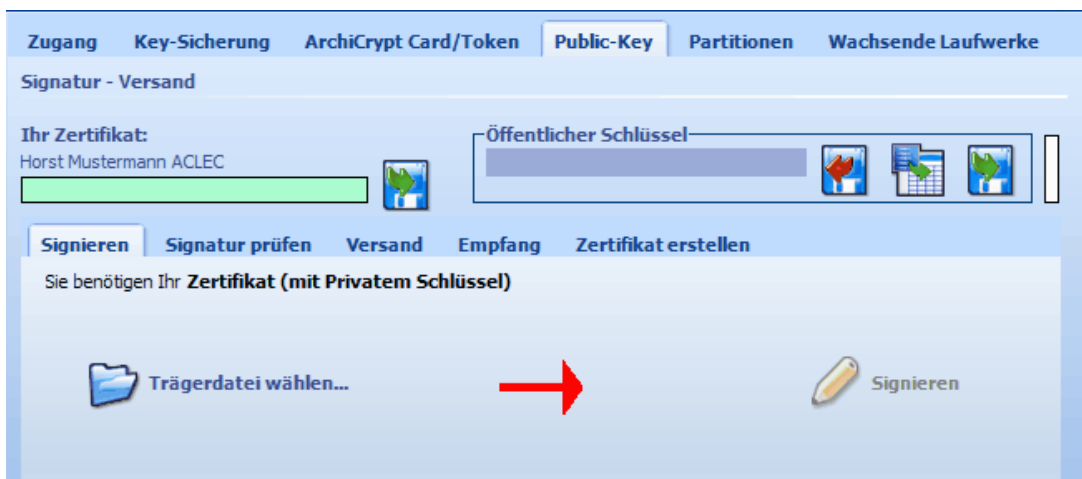 Zugang Key-Sicherung ArchiCrypt Card/Token Public-Key Partitionen Wachsende Laufwerke
Signatur - Versand
Ihr Zertifikat:
Horst Mustermann ACLEC
Öffentlicher Schlüssel
Signieren Signatur prüfen Versand Empfang Zertifikat erstellen
Sie benötigen Ihr Zertifikat (mit Privatem Schlüssel)
Trägerdatei wählen... Signieren